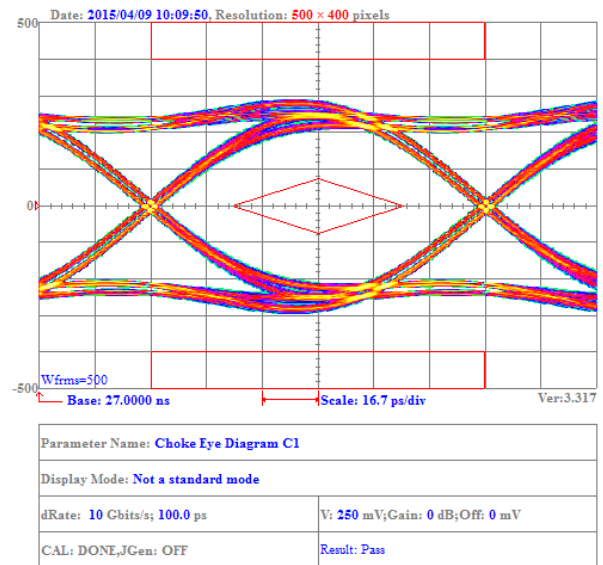 Date: 2015/04/09 10:09:50, Resolution: 500 × 400 pixels
500
0
Wfrms=500
-500
Base: 27.0000 ns
Scale: 16.7 ps/div
Ver:3.317
Parameter Name: Choke Eye Diagram C1
Display Mode: Not a standard mode
dRate: 10 Gbits/s; 100.0 ps
V: 250 mV;Gain: 0 dB;Off: 0 mV
CAL: DONE,JGen: OFF
Result: Pass